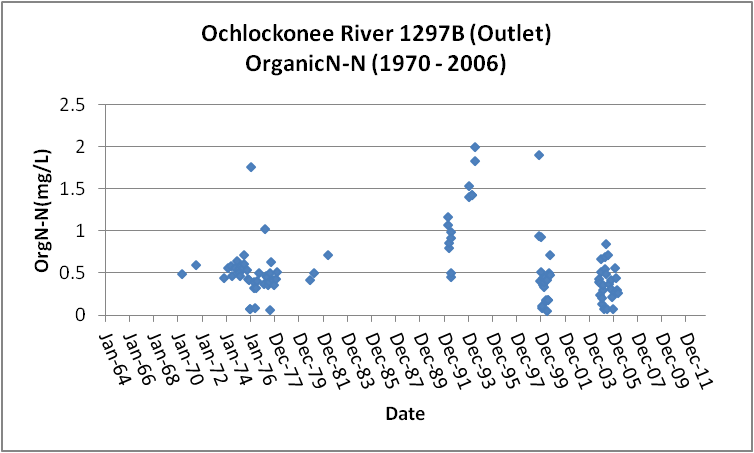 Ochlockonee River 1297B (Outlet)
OrganicN-N (1970 - 2006)
2.5
2
1.5
1
0.5
0
OrgN-N(mg/L)
Jan-64
Jan-66
Jan-68
Jan-70
Jan-72
Jan-74
Jan-76
Dec-77
Dec-79
Dec-81
Dec-83
Dec-85
Dec-87
Dec-89
Dec-91
Dec-93
Dec-95
Dec-97
Dec-99
Dec-01
Dec-03
Dec-05
Dec-07
Dec-09
Dec-11
Date